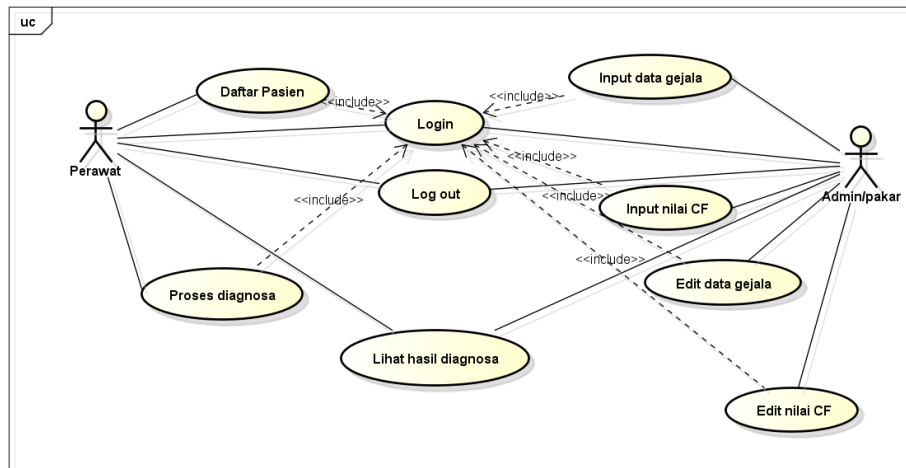 uc
Daftar Pasien
Input data gejala
<<include>>
<<include>>
Login
Perawat
<<include>>
Admin/pakar
Log out
<<include>>
<<include>>
Input nilai CF
<<include>>
Proses diagnosa
Edit data gejala
Lihat hasil diagnosa
Edit nilai CF